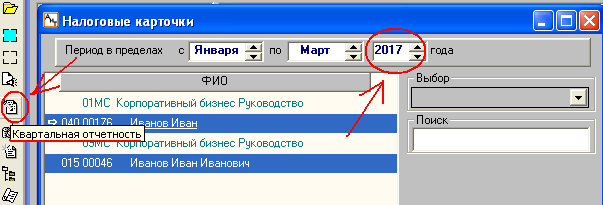 Налоговые карточки
Период в пределах с Января по Март 2017 года
ФИО
Выбор
01МС Корпоративный бизнес Руководство
040 00176 Иванов Иван
Поиск
Квартальная отчетность
03МС Корпоративный бизнес Руководство
015 00046 Иванов Иван Иванович